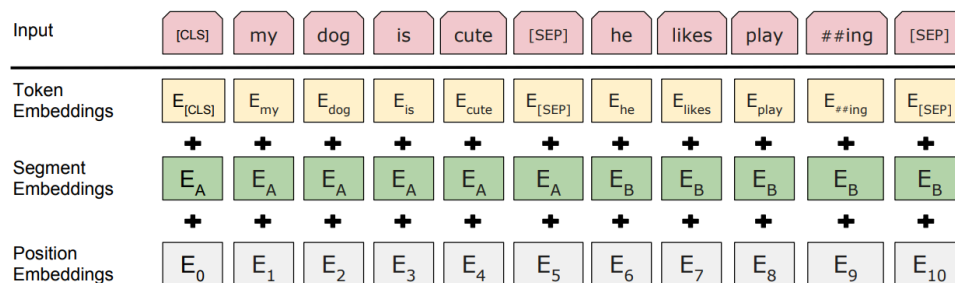 Input [CLS] my dog is cute [SEP] he likes play ##ing [SEP]
Token Embeddings E[CLS] Emy Edog Eis Ecute E[SEP] Ehe Elikes Eplay E##ing E[SEP]
+ + + + + + + + + + +
Segment Embeddings EA EA EA EA EA EA EB EB EB EB EB
+ + + + + + + + + + +
Position Embeddings E0 E1 E2 E3 E4 E5 E6 E7 E8 E9 E10